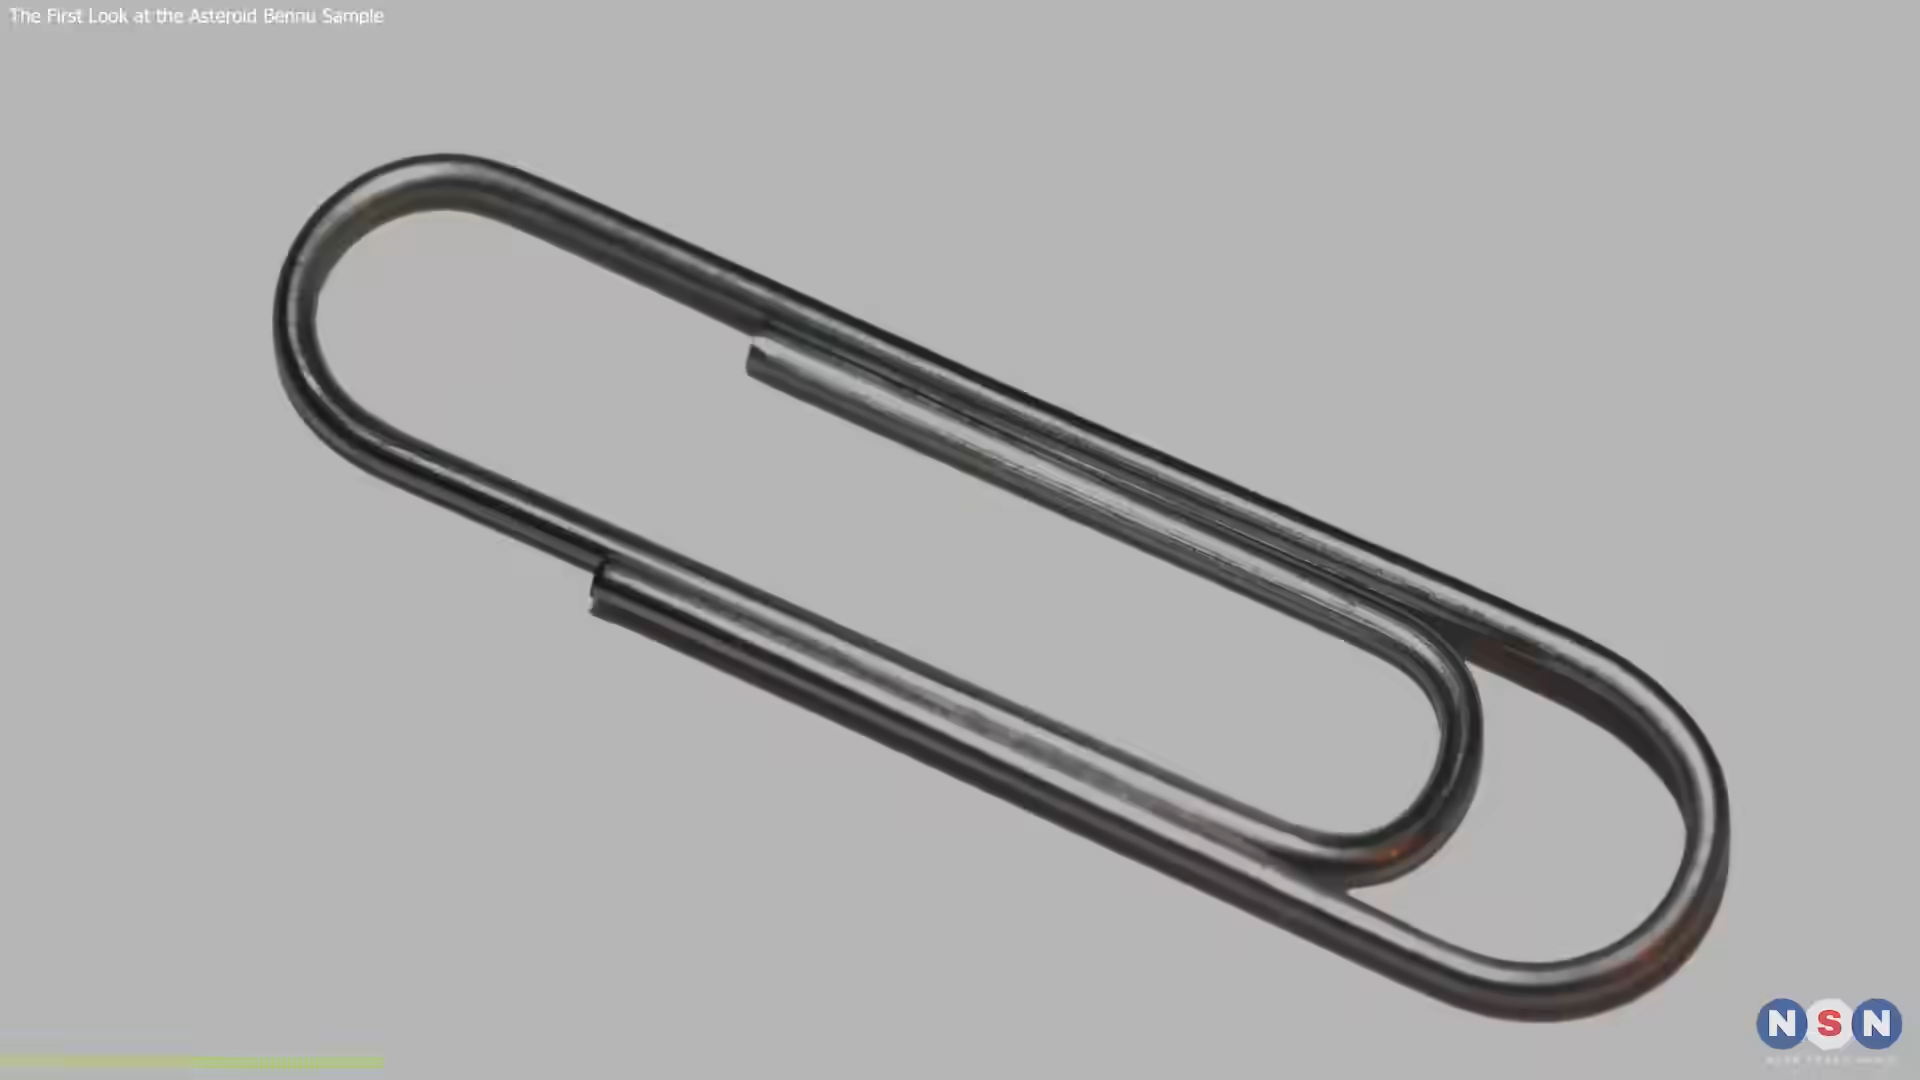 The First Look at the Asteroid Bennu Sample
NSN